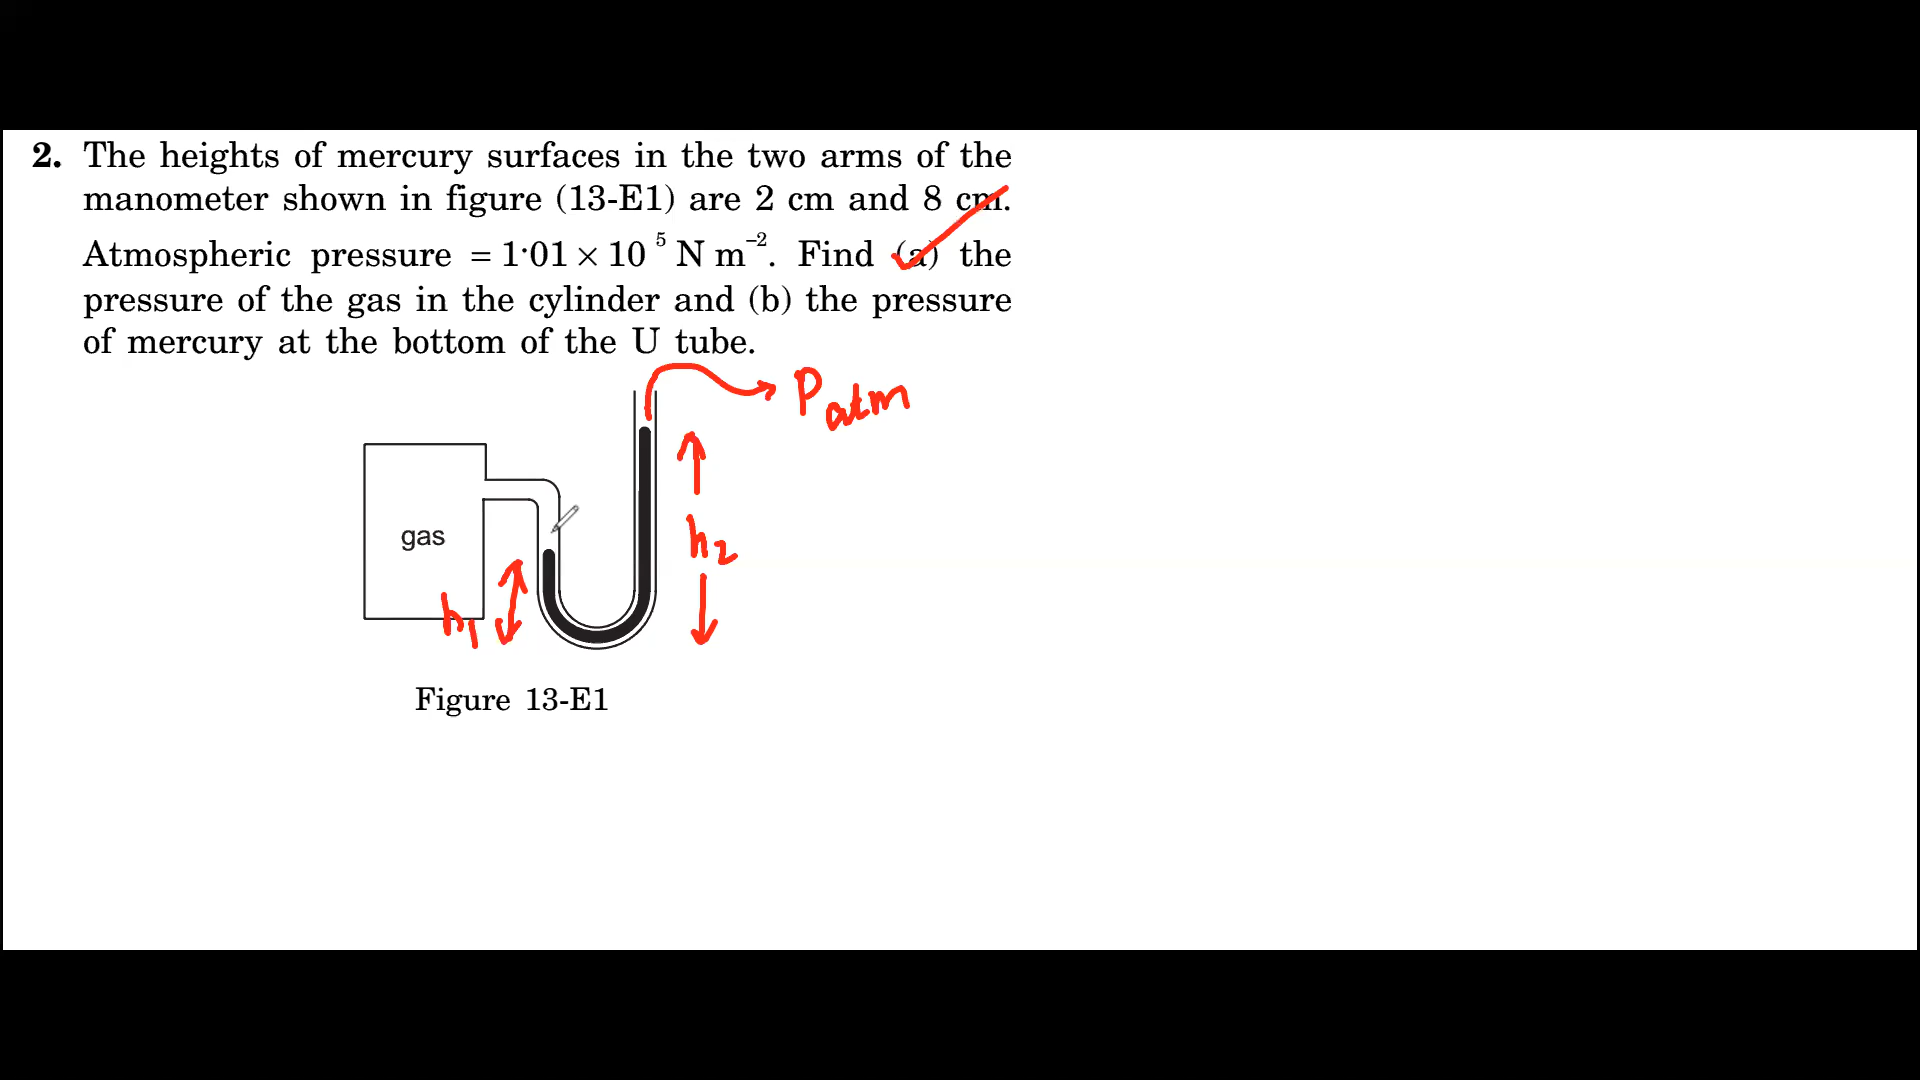 2. The heights of mercury surfaces in the two arms of the
manometer shown in figure (13-E1) are 2 cm and 8 cm.
Atmospheric pressure = 1·01 × 10⁵ N m⁻². Find (a) the
pressure of the gas in the cylinder and (b) the pressure
of mercury at the bottom of the U tube.
P atm
gas
h₂
h₁
Figure 13-E1